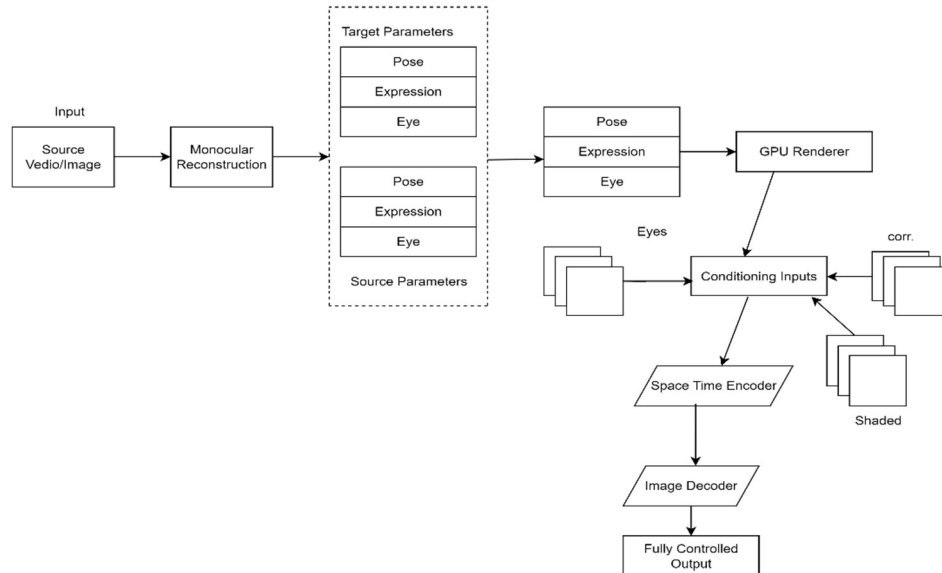 Target Parameters
Pose
Expression
Eye
Input
Source
Vedio/Image
Monocular
Reconstruction
Pose
Expression
Eye
Source Parameters
Pose
Expression
Eye
GPU Renderer
Eyes
corr.
Conditioning Inputs
Space Time Encoder
Shaded
Image Decoder
Fully Controlled
Output